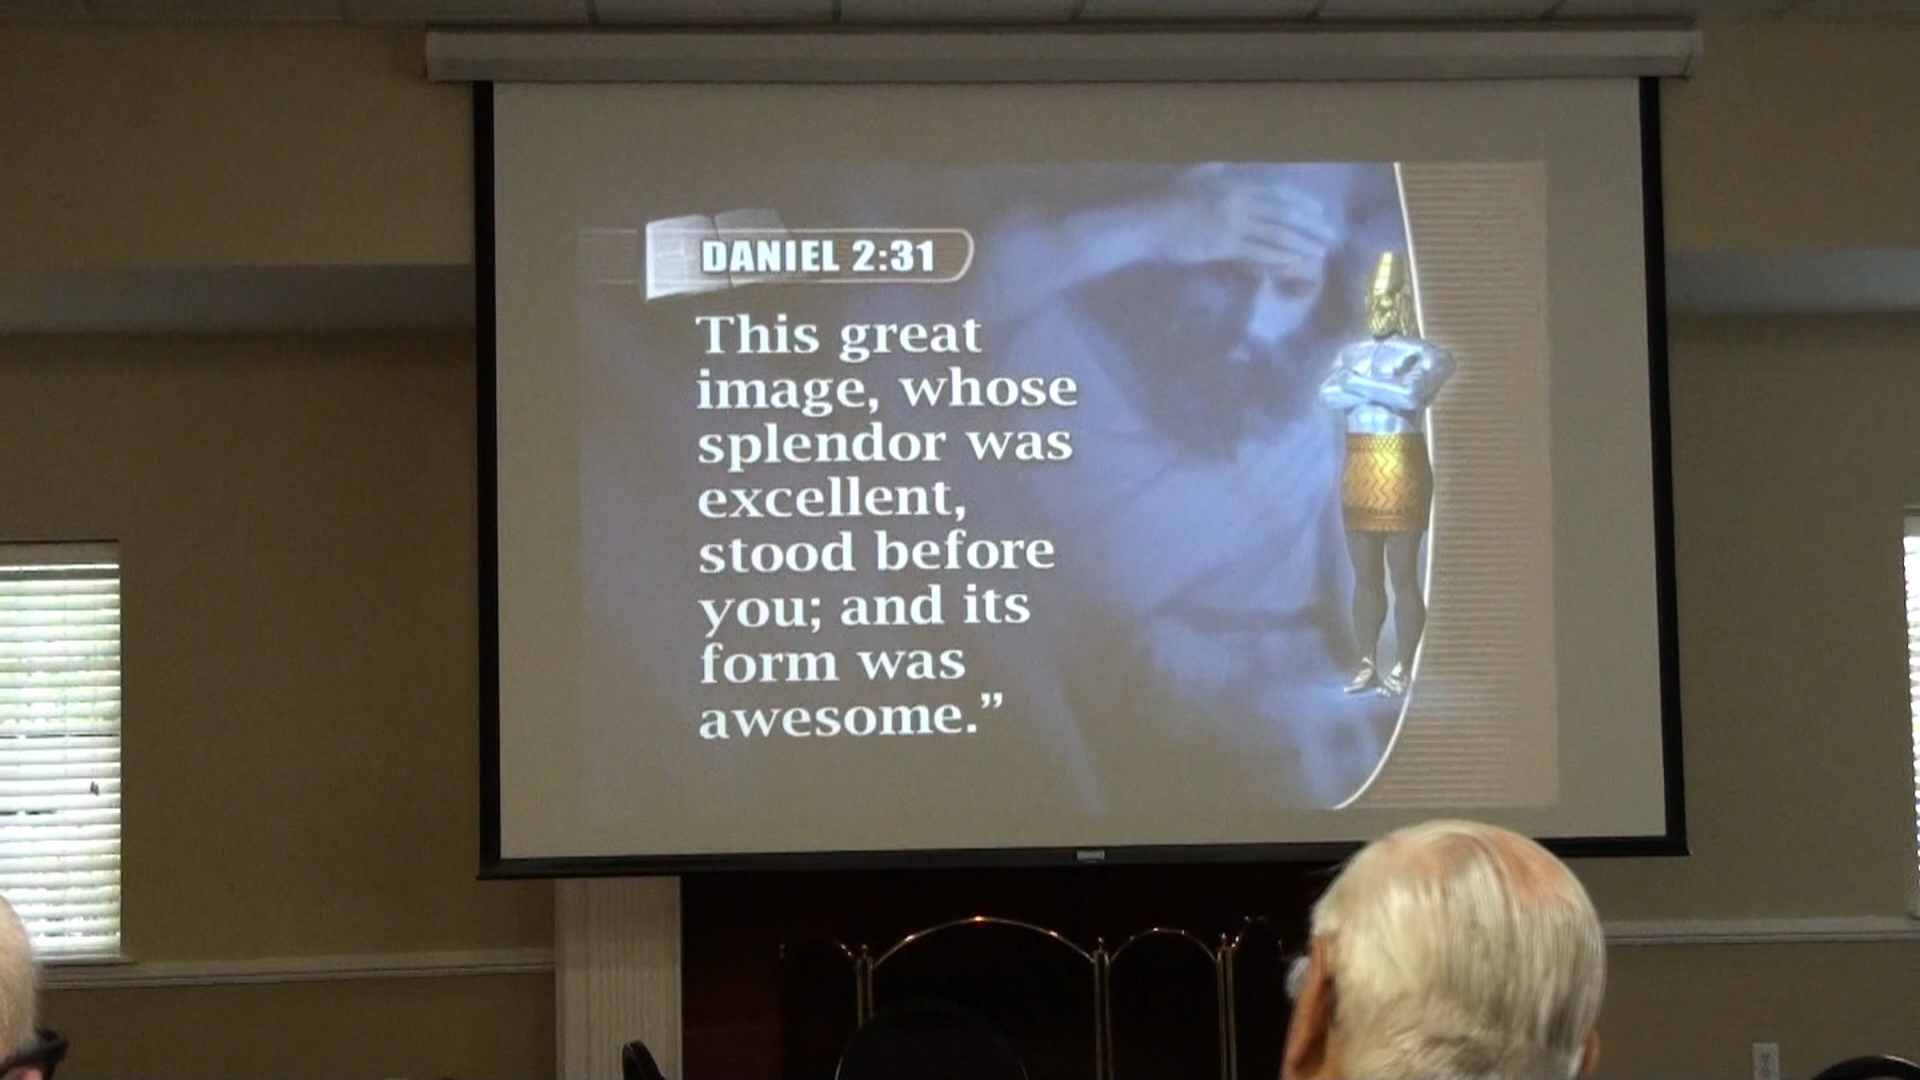 DANIEL 2:31
This great
image, whose
splendor was
excellent,
stood before
you; and its
form was
awesome.”